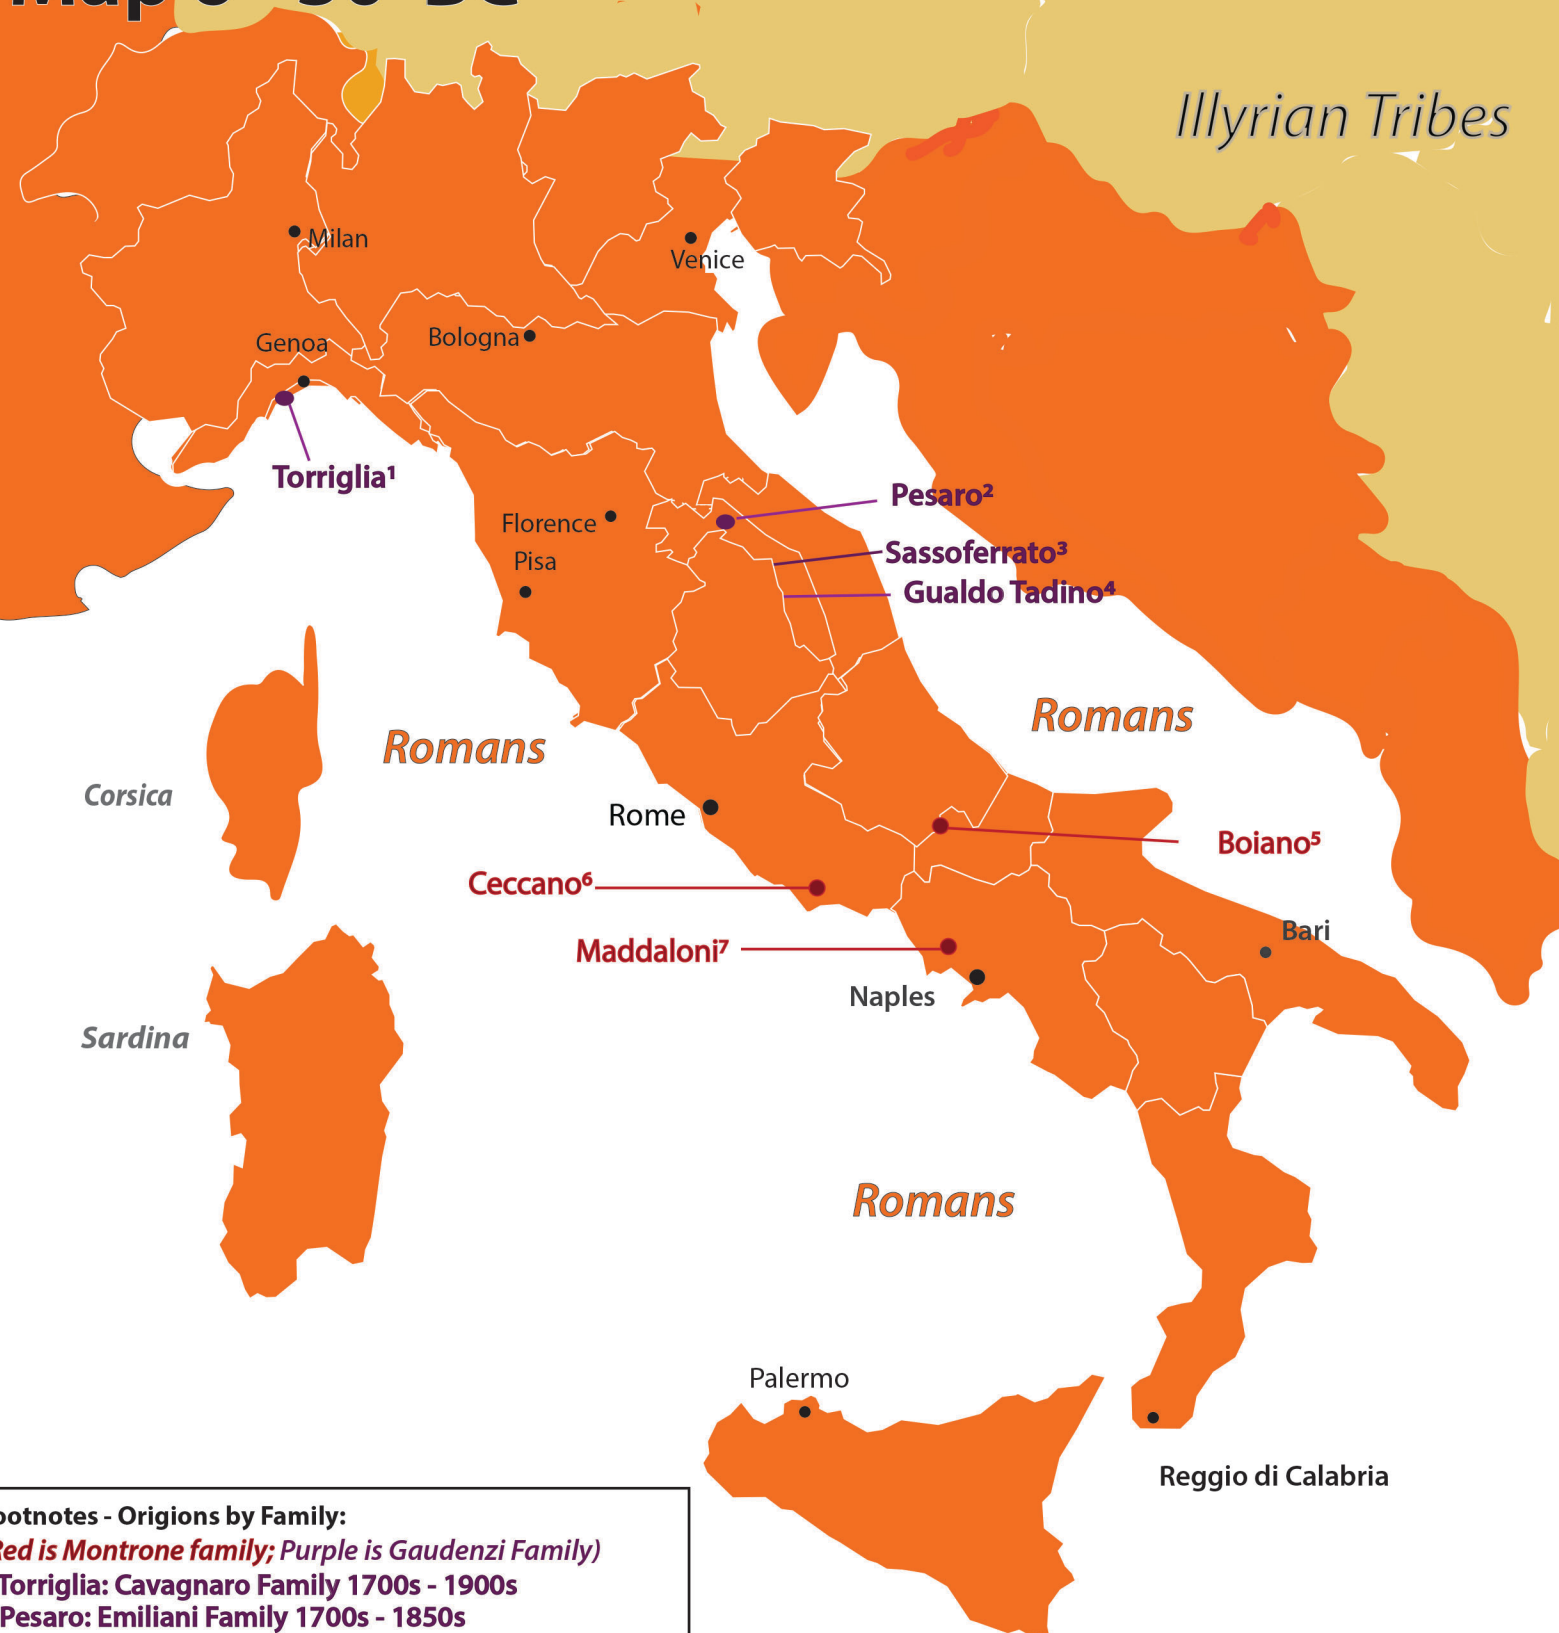 Illyrian Tribes
Milan
Venice
Genoa
Bologna
Torriglia¹
Pesaro²
Florence
Sassoferrato³
Pisa
Gualdo Tadino⁴
Romans
Romans
Corsica
Rome
Boiano⁵
Ceccano⁶
Bari
Maddaloni⁷
Naples
Sardina
Romans
Palermo
Reggio di Calabria
ootnotes - Origions by Family:
Red is Montrone family; Purple is Gaudenzi Family)
Torriglia: Cavagnaro Family 1700s - 1900s
Pesaro: Emiliani Family 1700s - 1850s